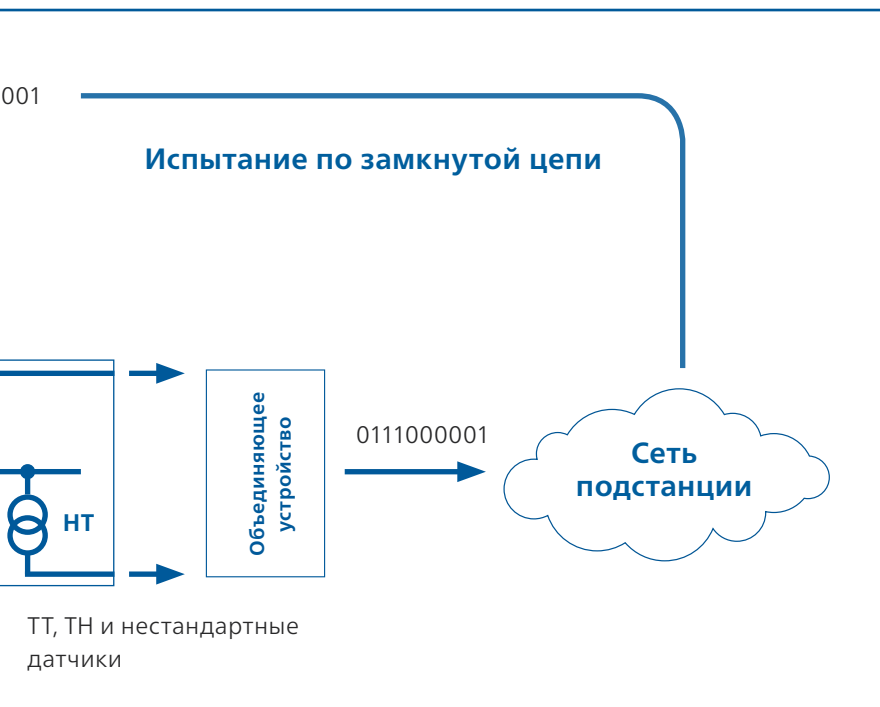 001
Испытание по замкнутой цепи
Объединяющее
устройство
0111000001
Сеть
подстанции
НТ
ТТ, ТН и нестандартные
датчики